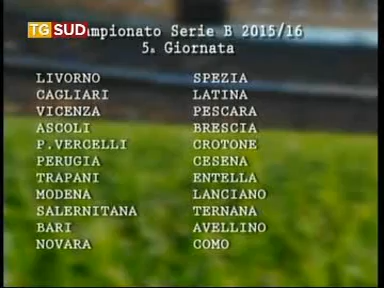 TG SUD
Campionato Serie B 2015/16
5a Giornata
LIVORNO SPEZIA
CAGLIARI LATINA
VICENZA PESCARA
ASCOLI BRESCIA
P.VERCELLI CROTONE
PERUGIA CESENA
TRAPANI ENTELLA
MODENA LANCIANO
SALERNITANA TERNANA
BARI AVELLINO
NOVARA COMO